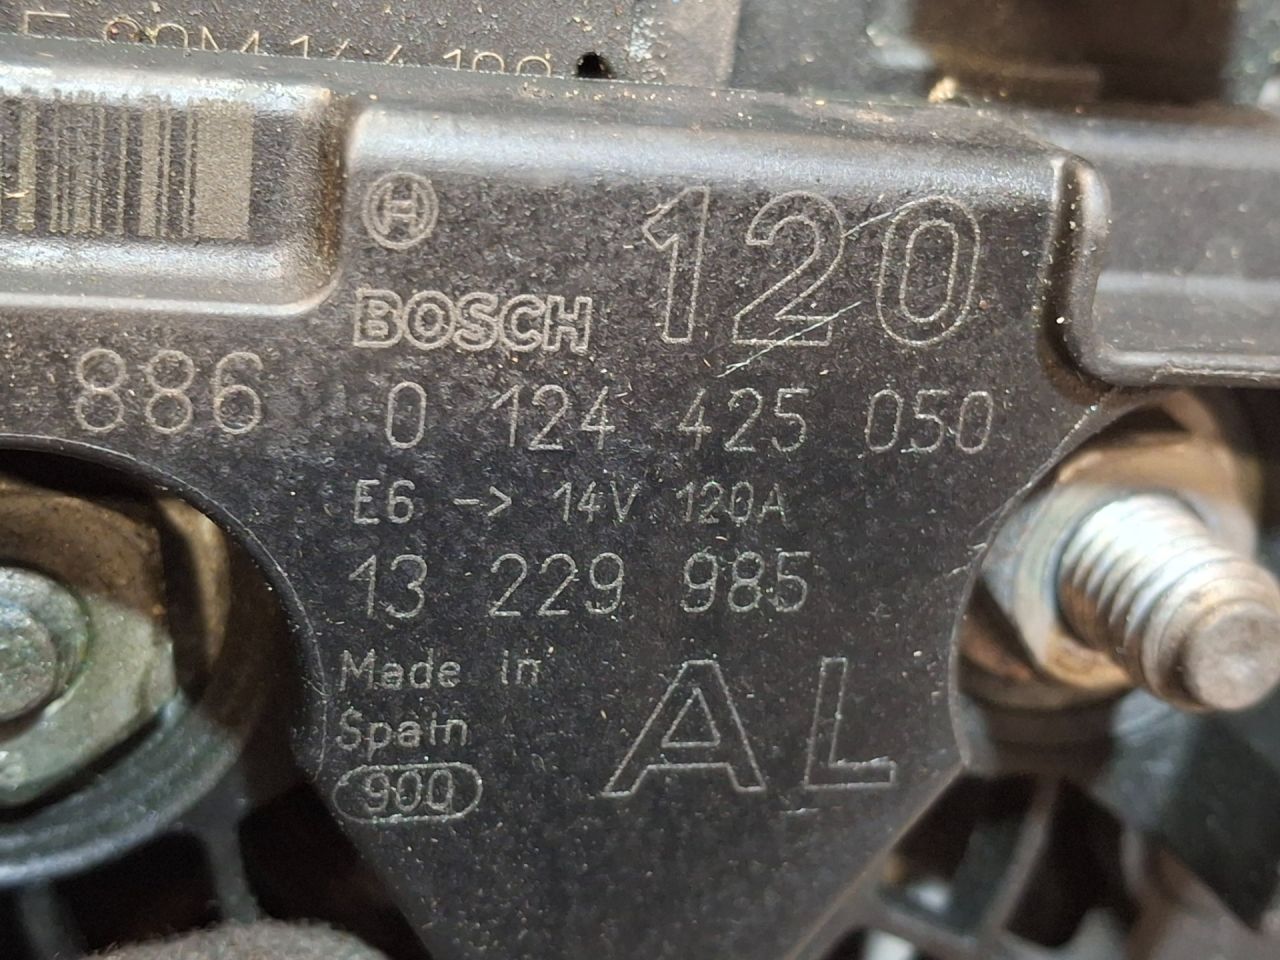 BOSCH 120
886 0 124 425 050
E6 -> 14V 120A
13 229 985
Made in
Spain
900
AL